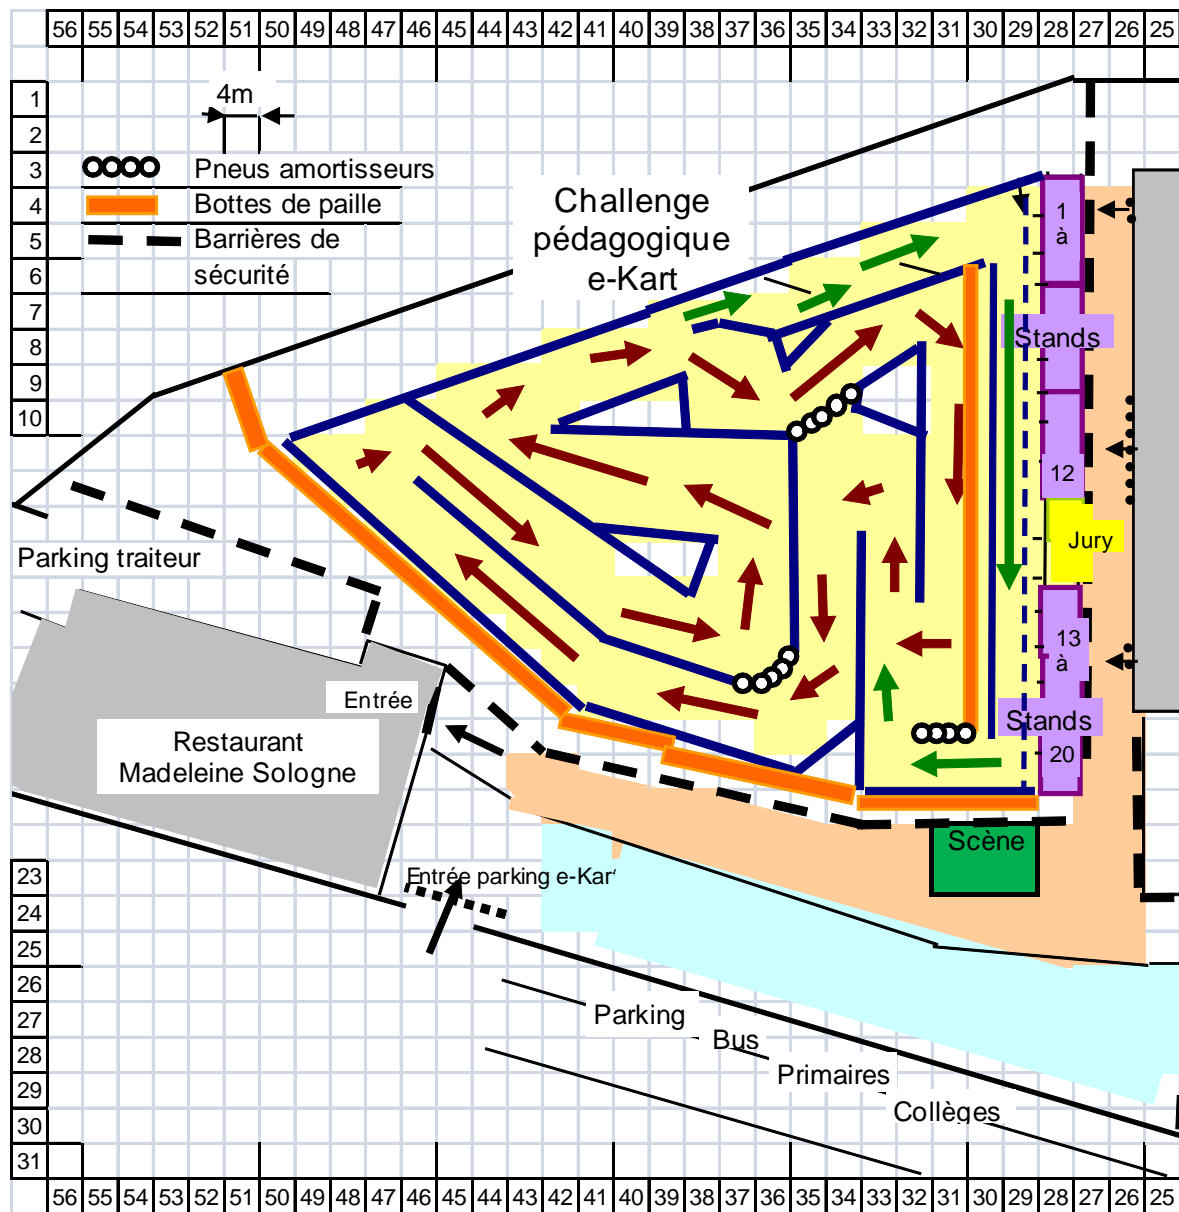 56 55 54 53 52 51 50 49 48 47 46 45 44 43 42 41 40 39 38 37 36 35 34 33 32 31 30 29 28 27 26 25
1
4m
2
3
Pneus amortisseurs
4
Bottes de paille
5
Barrières de
6
sécurité
Challenge
pédagogique
e-Kart
1
à
7
8
Stands
9
10
12
Jury
Parking traiteur
13
à
Entrée
Stands
20
Restaurant
Madeleine Sologne
Scène
23
Entrée parking e-Kar
24
25
26
27
Parking
Bus
28
Primaires
29
Collèges
30
31
56 55 54 53 52 51 50 49 48 47 46 45 44 43 42 41 40 39 38 37 36 35 34 33 32 31 30 29 28 27 26 25